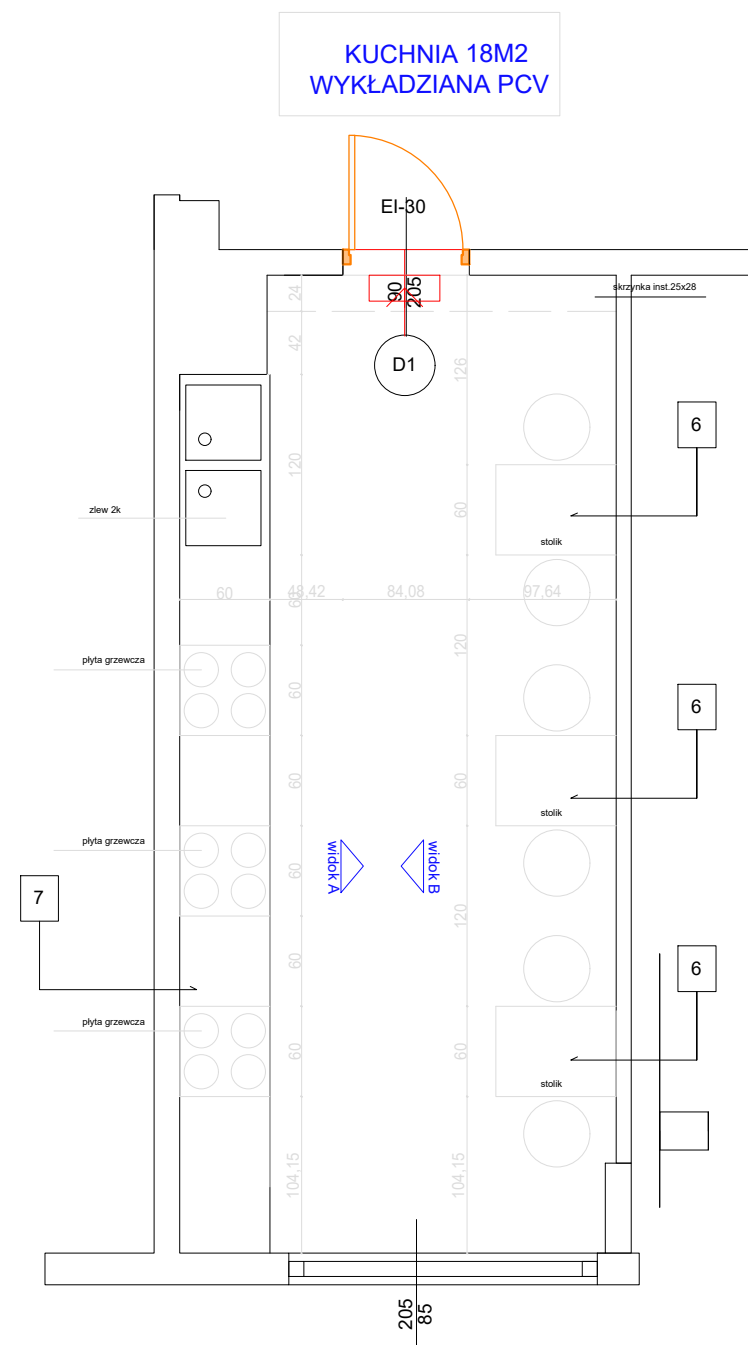 KUCHNIA 18M2
WYKŁADZIANA PCV
EI-30
90
205
D1
skrzynka inst.25x28
24
42
126
6
120
zlew 2k
60
stolik
60
60
48,42
84,08
97,64
120
płyta grzewcza
60
6
60
60
stolik
płyta grzewcza
60
widok A
widok B
7
120
60
6
płyta grzewcza
60
60
stolik
104,15
104,15
205
85